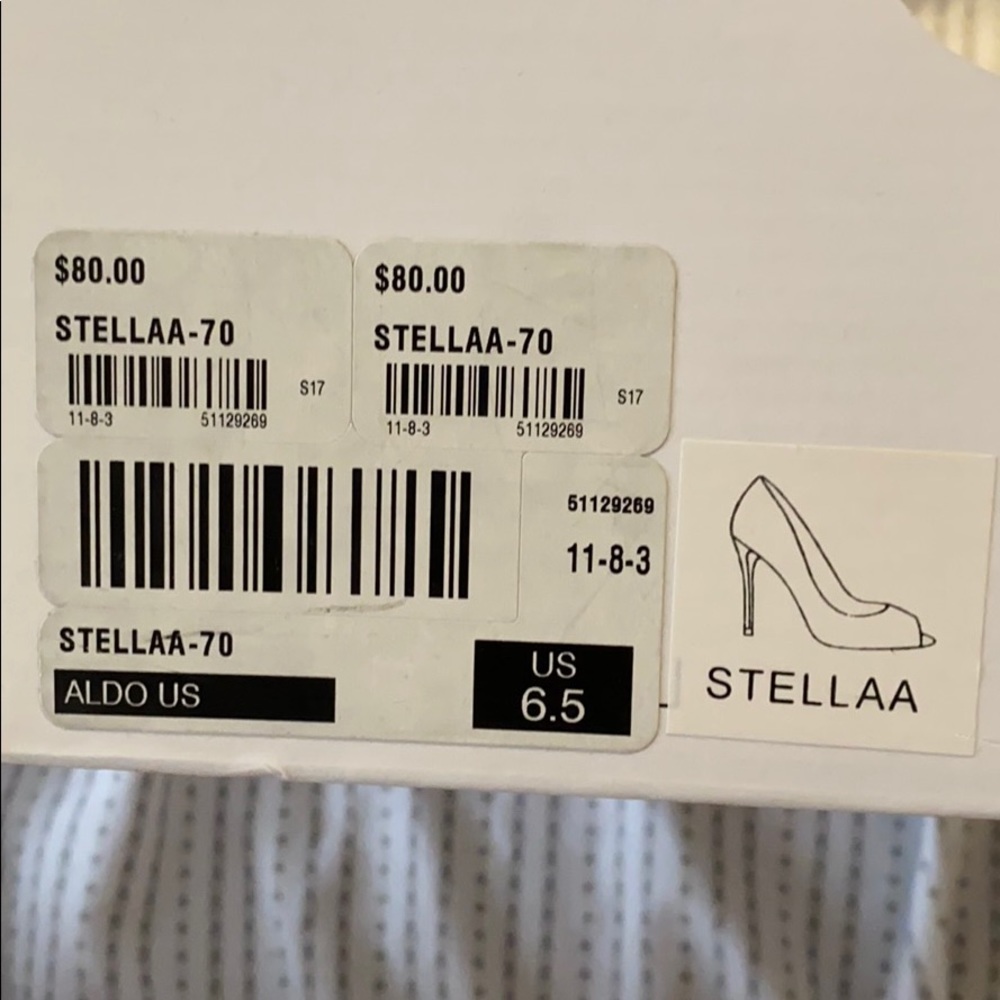 $80.00
STELLAA-70
S17
11-8-3 51129269
$80.00
STELLAA-70
S17
11-8-3 51129269
51129269
11-8-3
STELLAA-70
ALDO US
US
6.5
STELLAA